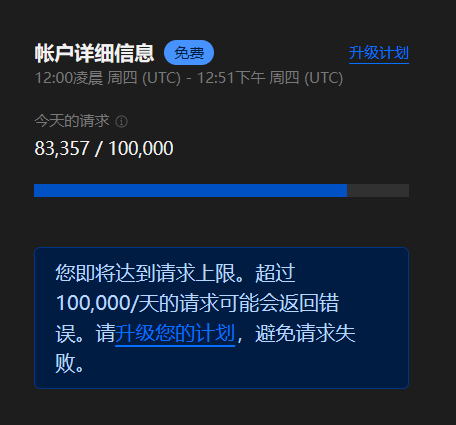 帐户详细信息 免费 升级计划
12:00凌晨 周四 (UTC) - 12:51下午 周四 (UTC)
今天的请求
83,357 / 100,000
您即将达到请求上限。超过
100,000/天的请求可能会返回错
误。请升级您的计划，避免请求失
败。